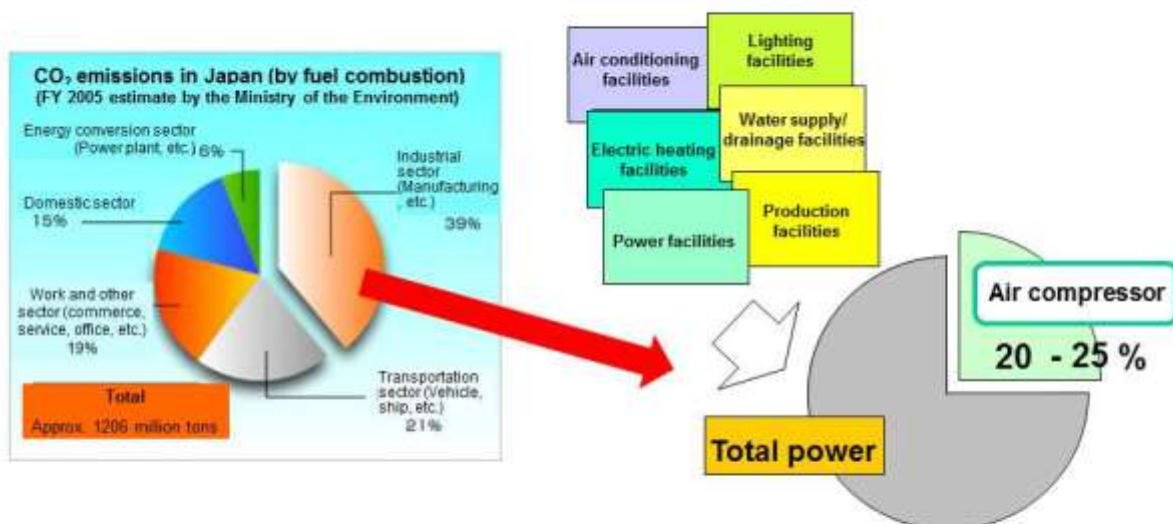 CO₂ emissions in Japan (by fuel combustion)
(FY 2005 estimate by the Ministry of the Environment)
Energy conversion sector
(Power plant, etc.) 6%
Industrial
sector
(Manufacturing
, etc.)
39%
Domestic sector
15%
Work and other
sector (commerce,
service, office, etc.)
19%
Transportation
sector (Vehicle,
ship, etc.)
21%
Total
Approx. 1206 million tons
Air conditioning
facilities
Lighting
facilities
Electric heating
facilities
Water supply/
drainage facilities
Power facilities
Production
facilities
Air compressor
20 - 25 %
Total power